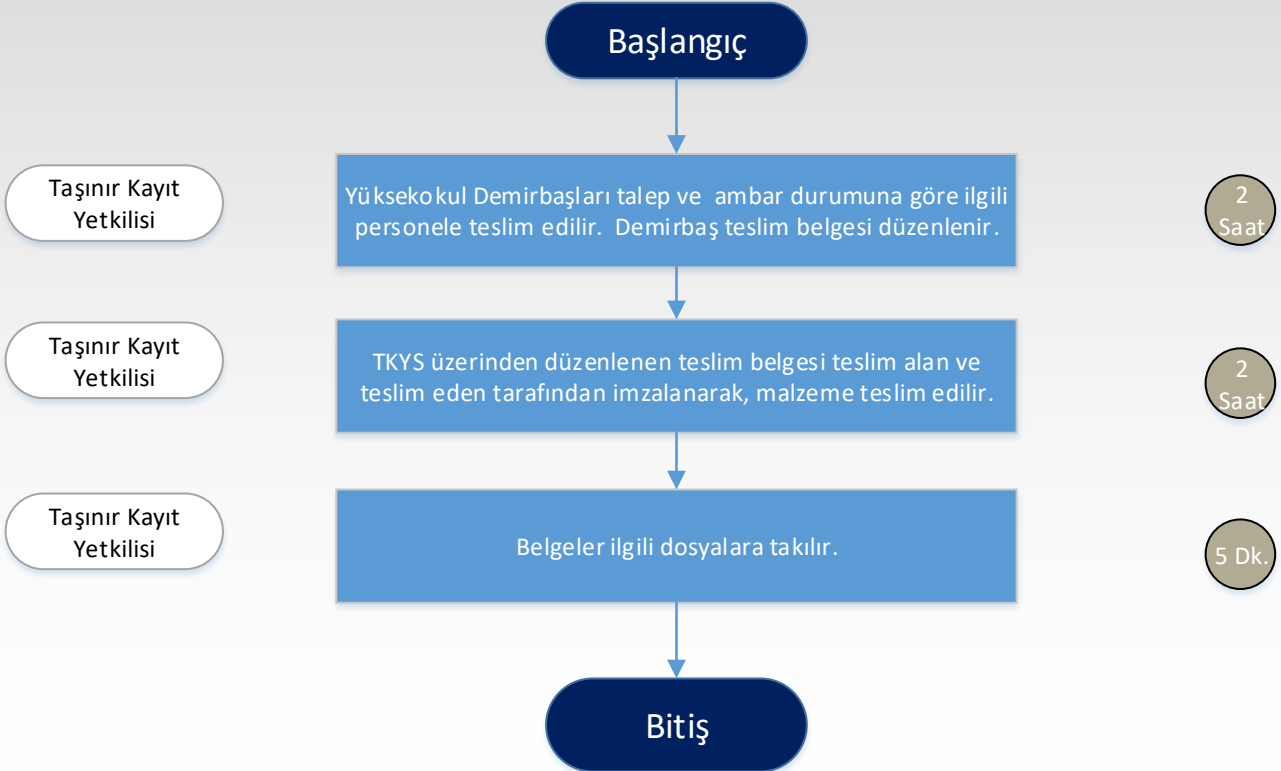 Başlangıç
Taşınır Kayıt
Yetkilisi
Yüksekokul Demirbaşları talep ve ambar durumuna göre ilgili
personele teslim edilir. Demirbaş teslim belgesi düzenlenir.
2
Saat
Taşınır Kayıt
Yetkilisi
TKYS üzerinden düzenlenen teslim belgesi teslim alan ve
teslim eden tarafından imzalanarak, malzeme teslim edilir.
2
Saat
Taşınır Kayıt
Yetkilisi
Belgeler ilgili dosyalara takılır.
5 Dk.
Bitiş